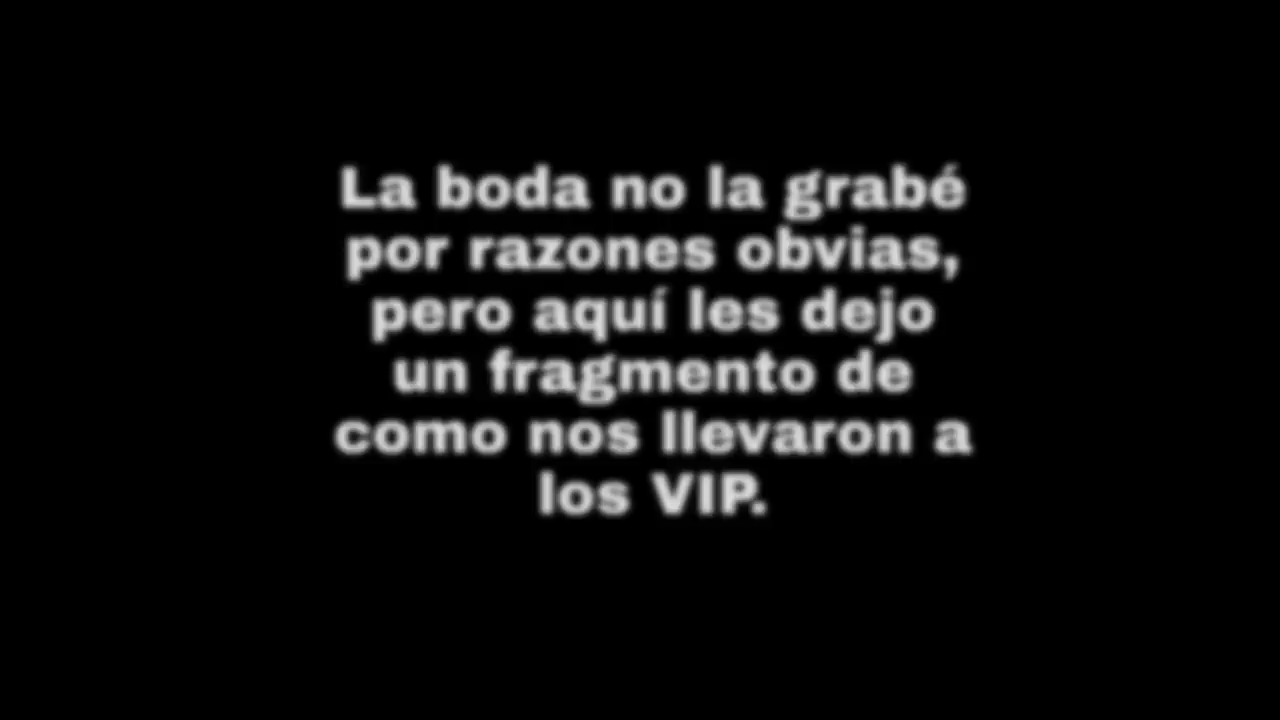 La boda no la grabé
por razones obvias,
pero aquí les dejo
un fragmento de
como nos llevaron a
los VIP.